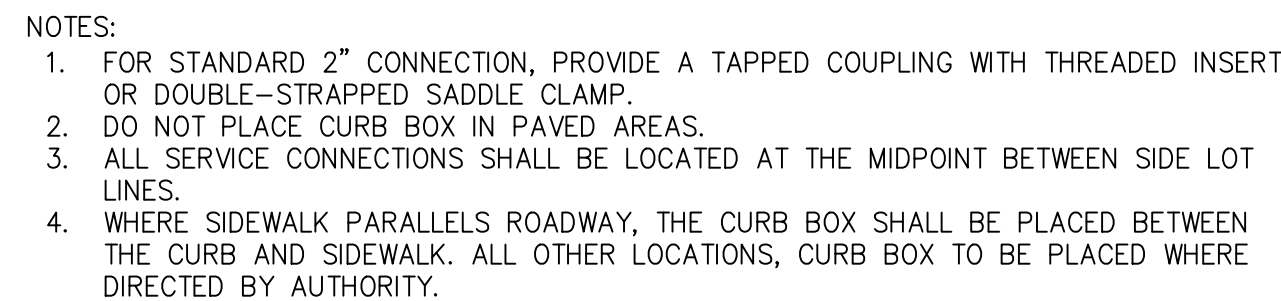 NOTES:
1. FOR STANDARD 2" CONNECTION, PROVIDE A TAPPED COUPLING WITH THREADED INSERT
OR DOUBLE-STRAPPED SADDLE CLAMP.
2. DO NOT PLACE CURB BOX IN PAVED AREAS.
3. ALL SERVICE CONNECTIONS SHALL BE LOCATED AT THE MIDPOINT BETWEEN SIDE LOT
LINES.
4. WHERE SIDEWALK PARALLELS ROADWAY, THE CURB BOX SHALL BE PLACED BETWEEN
THE CURB AND SIDEWALK. ALL OTHER LOCATIONS, CURB BOX TO BE PLACED WHERE
DIRECTED BY AUTHORITY.